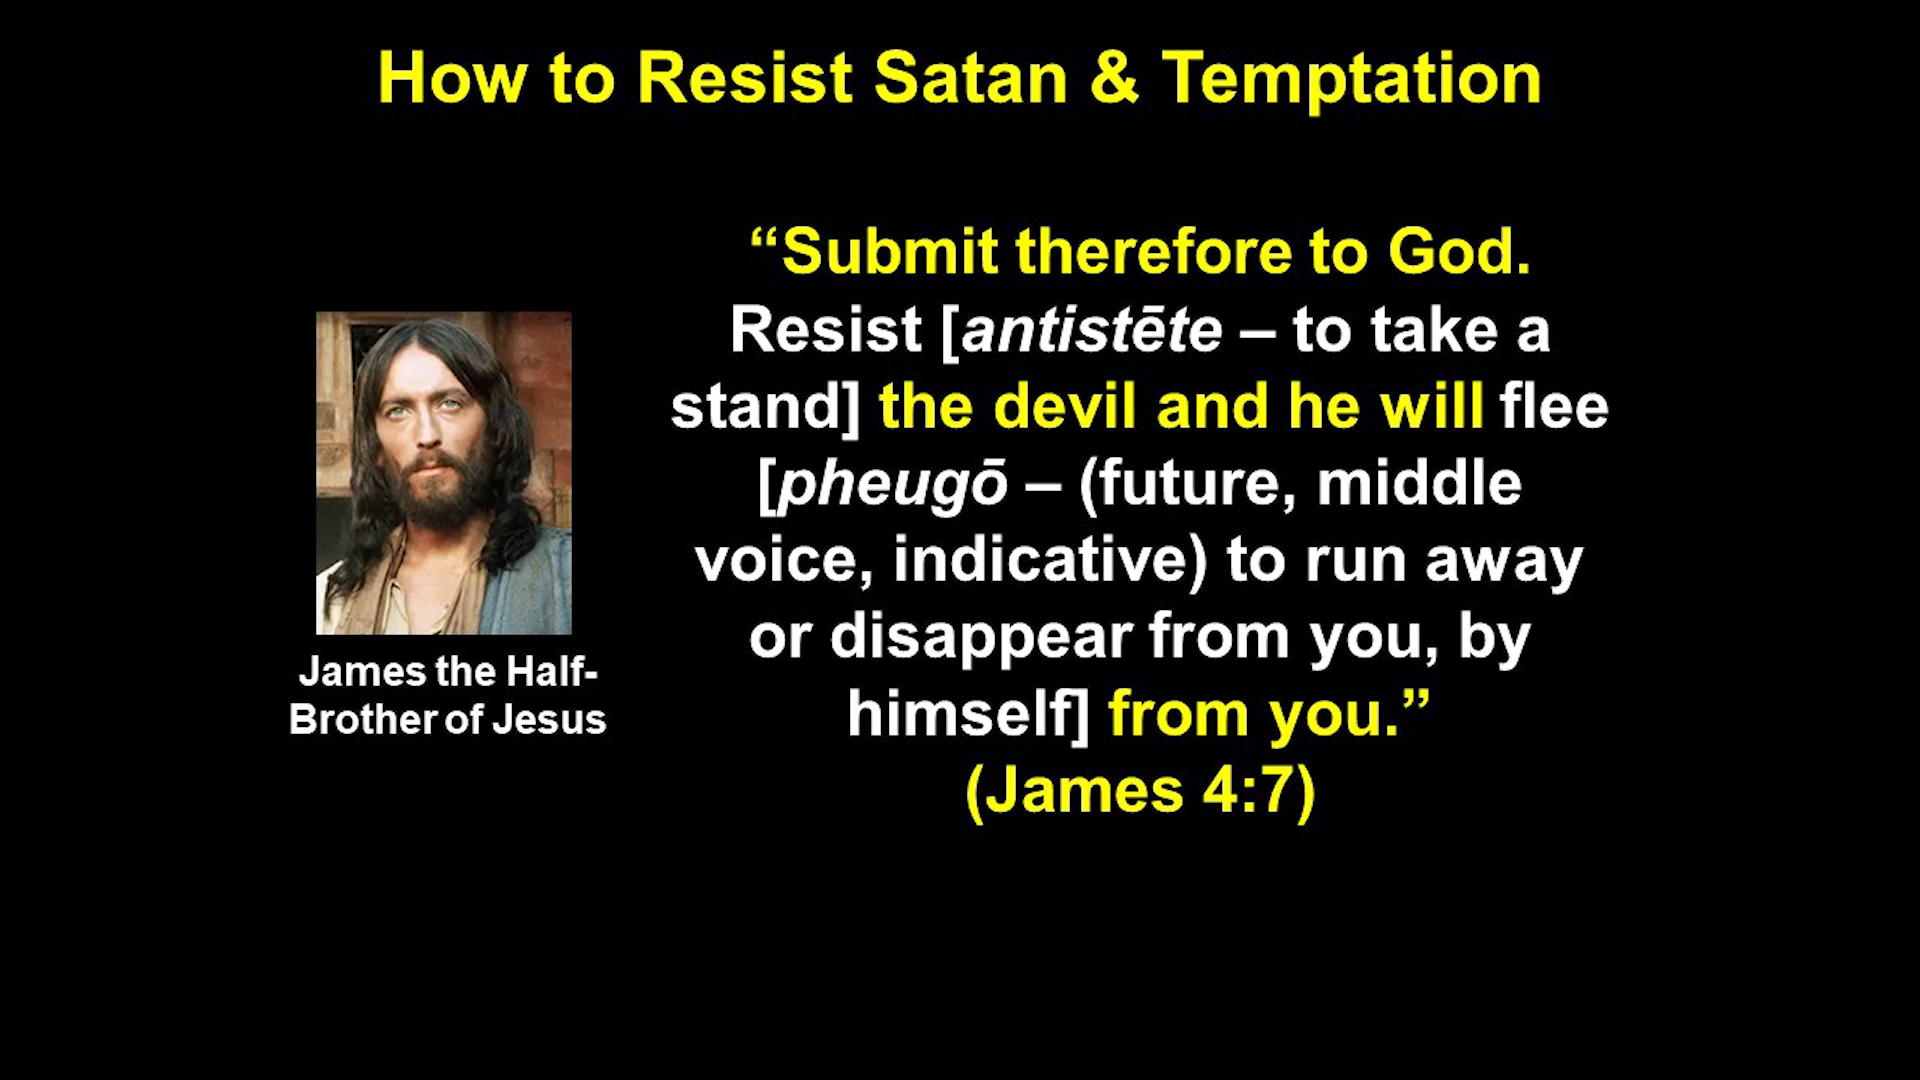 How to Resist Satan & Temptation
“Submit therefore to God.
Resist [antistēte – to take a
stand] the devil and he will flee
[pheugō – (future, middle
voice, indicative) to run away
or disappear from you, by
himself] from you.”
(James 4:7)
James the Half-
Brother of Jesus